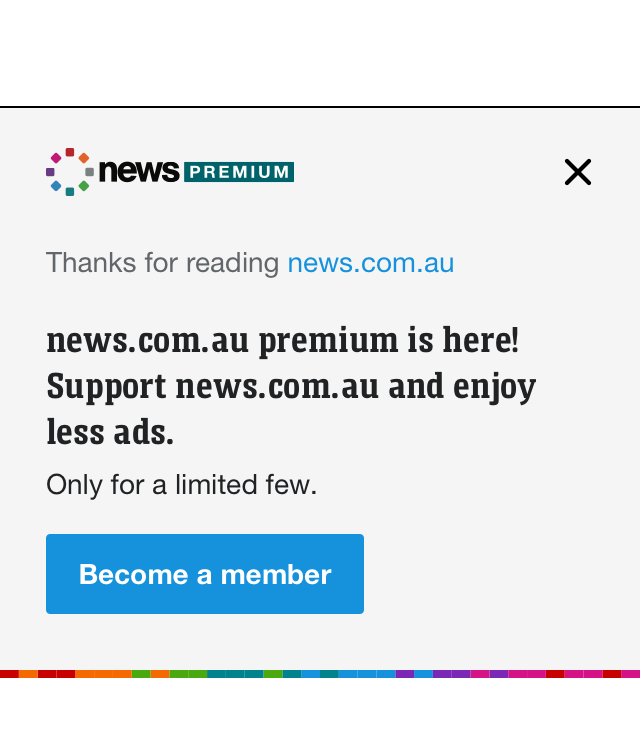 news PREMIUM
Thanks for reading news.com.au
news.com.au premium is here!
Support news.com.au and enjoy
less ads.
Only for a limited few.
Become a member